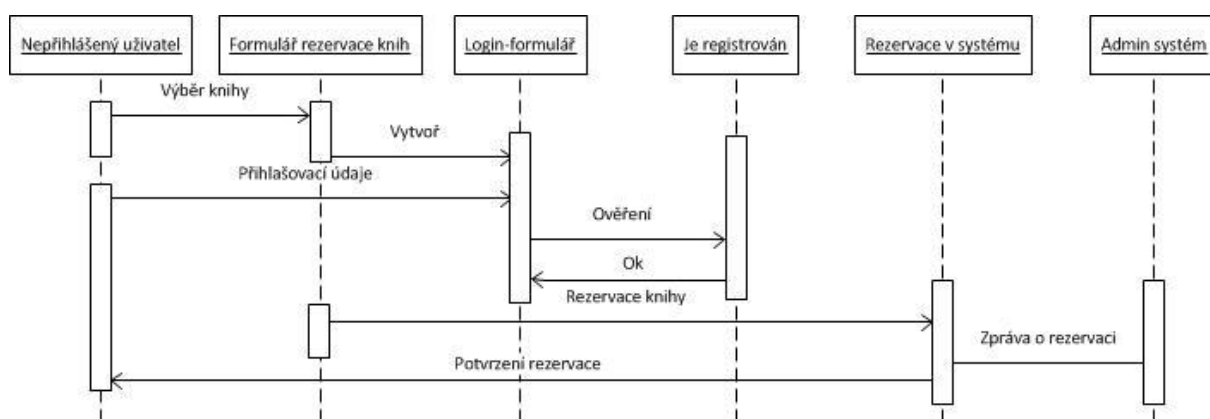 Nepřihlášený uživatel
Formulář rezervace knih
Login-formulář
Je registrován
Rezervace v systému
Admin systém
Výběr knihy
Vytvoř
Přihlašovací údaje
Ověření
Ok
Rezervace knihy
Zpráva o rezervaci
Potvrzení rezervace